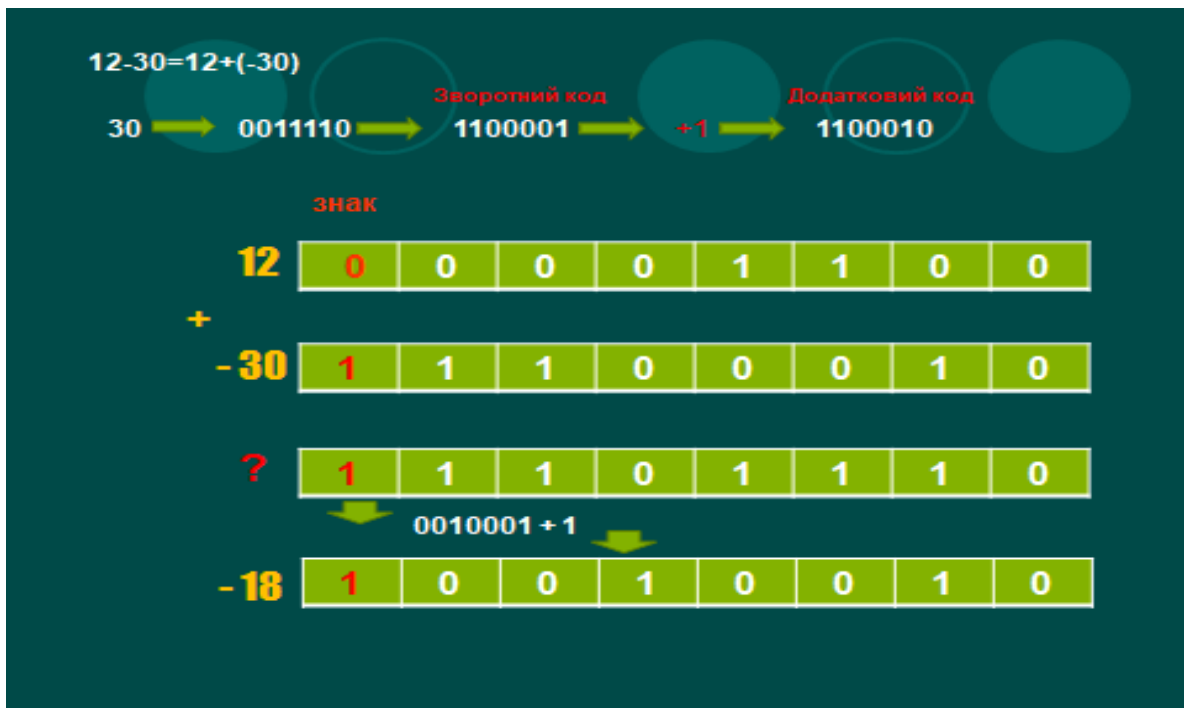 12-30=12+(-30)
Зворотний код Додатковий код
30 0011110 1100001 +1 1100010
знак
12 0 0 0 0 1 1 0 0
+
- 30 1 1 1 0 0 0 1 0
? 1 1 1 0 1 1 1 0
0010001 + 1
- 18 1 0 0 1 0 0 1 0